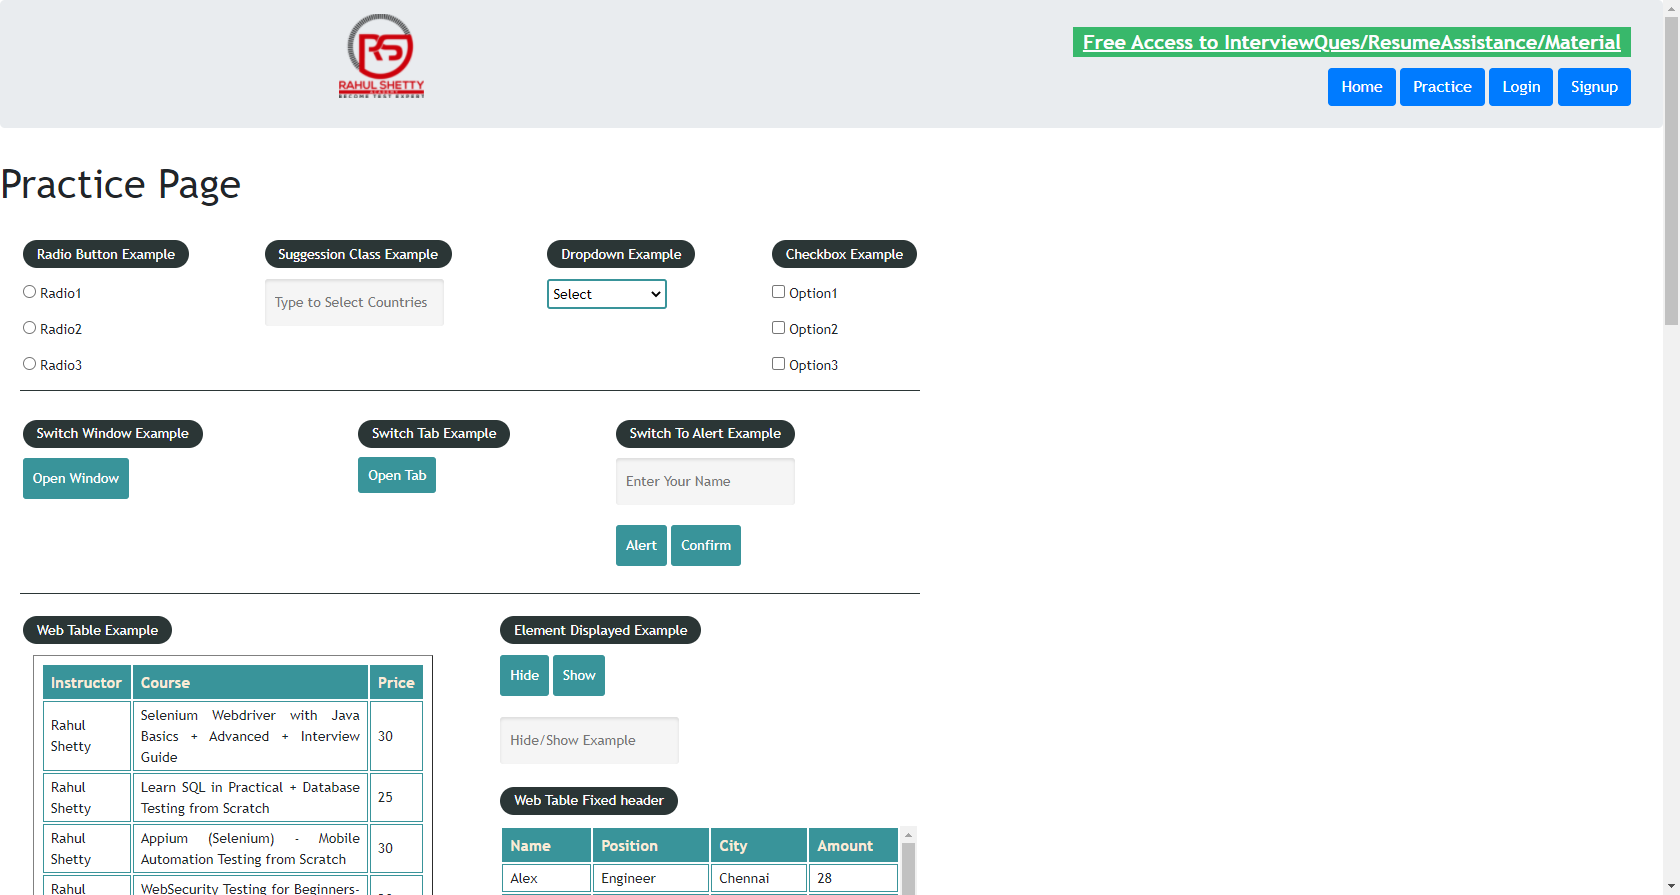 RS
RAHUL SHETTY
ACADEMY
BECOME TEST EXPERT
Free Access to InterviewQues/ResumeAssistance/Material
Home Practice Login Signup
Practice Page
Radio Button Example
Radio1
Radio2
Radio3
Suggession Class Example
Type to Select Countries
Dropdown Example
Select
Checkbox Example
Option1
Option2
Option3
Switch Window Example
Open Window
Switch Tab Example
Open Tab
Switch To Alert Example
Enter Your Name
Alert Confirm
Web Table Example
Instructor Course Price
Rahul Shetty
Selenium Webdriver with Java
Basics + Advanced + Interview
Guide
30
Rahul Shetty
Learn SQL in Practical + Database
Testing from Scratch
25
Rahul Shetty
Appium (Selenium) - Mobile
Automation Testing from Scratch
30
Rahul
WebSecurity Testing for Beginners-
Element Displayed Example
Hide Show
Hide/Show Example
Web Table Fixed header
Name Position City Amount
Alex Engineer Chennai 28